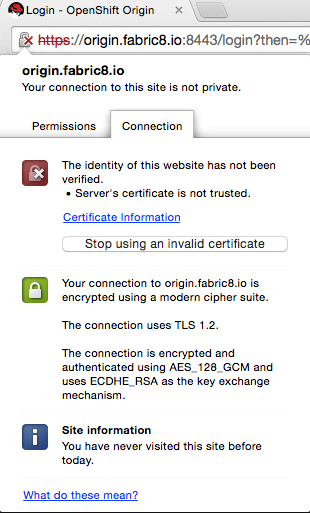 Login - OpenShift Origin
https://origin.fabric8.io:8443/login?then=%
origin.fabric8.io
Your connection to this site is not private.
Permissions
Connection
The identity of this website has not been
verified.
• Server's certificate is not trusted.
Certificate Information
Stop using an invalid certificate
Your connection to origin.fabric8.io is
encrypted using a modern cipher suite.
The connection uses TLS 1.2.
The connection is encrypted and
authenticated using AES_128_GCM and
uses ECDHE_RSA as the key exchange
mechanism.
Site information
You have never visited this site before
today.
What do these mean?